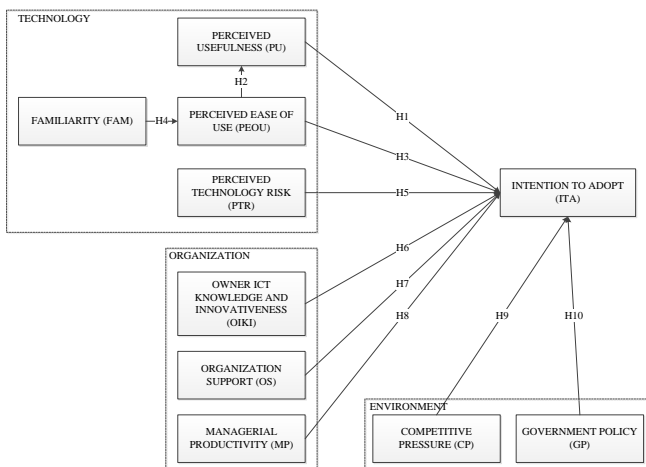 TECHNOLOGY
PERCEIVED
USEFULNESS (PU)
H2
FAMILIARITY (FAM)
H4
PERCEIVED EASE OF
USE (PEOU)
PERCEIVED
TECHNOLOGY RISK
(PTR)
H1
H3
H5
INTENTION TO ADOPT
(ITA)
ORGANIZATION
OWNER ICT
KNOWLEDGE AND
INNOVATIVENESS
(OIKI)
ORGANIZATION
SUPPORT (OS)
MANAGERIAL
PRODUCTIVITY (MP)
H6
H7
H8
H9
H10
ENVIRONMENT
COMPETITIVE
PRESSURE (CP)
GOVERNMENT POLICY
(GP)